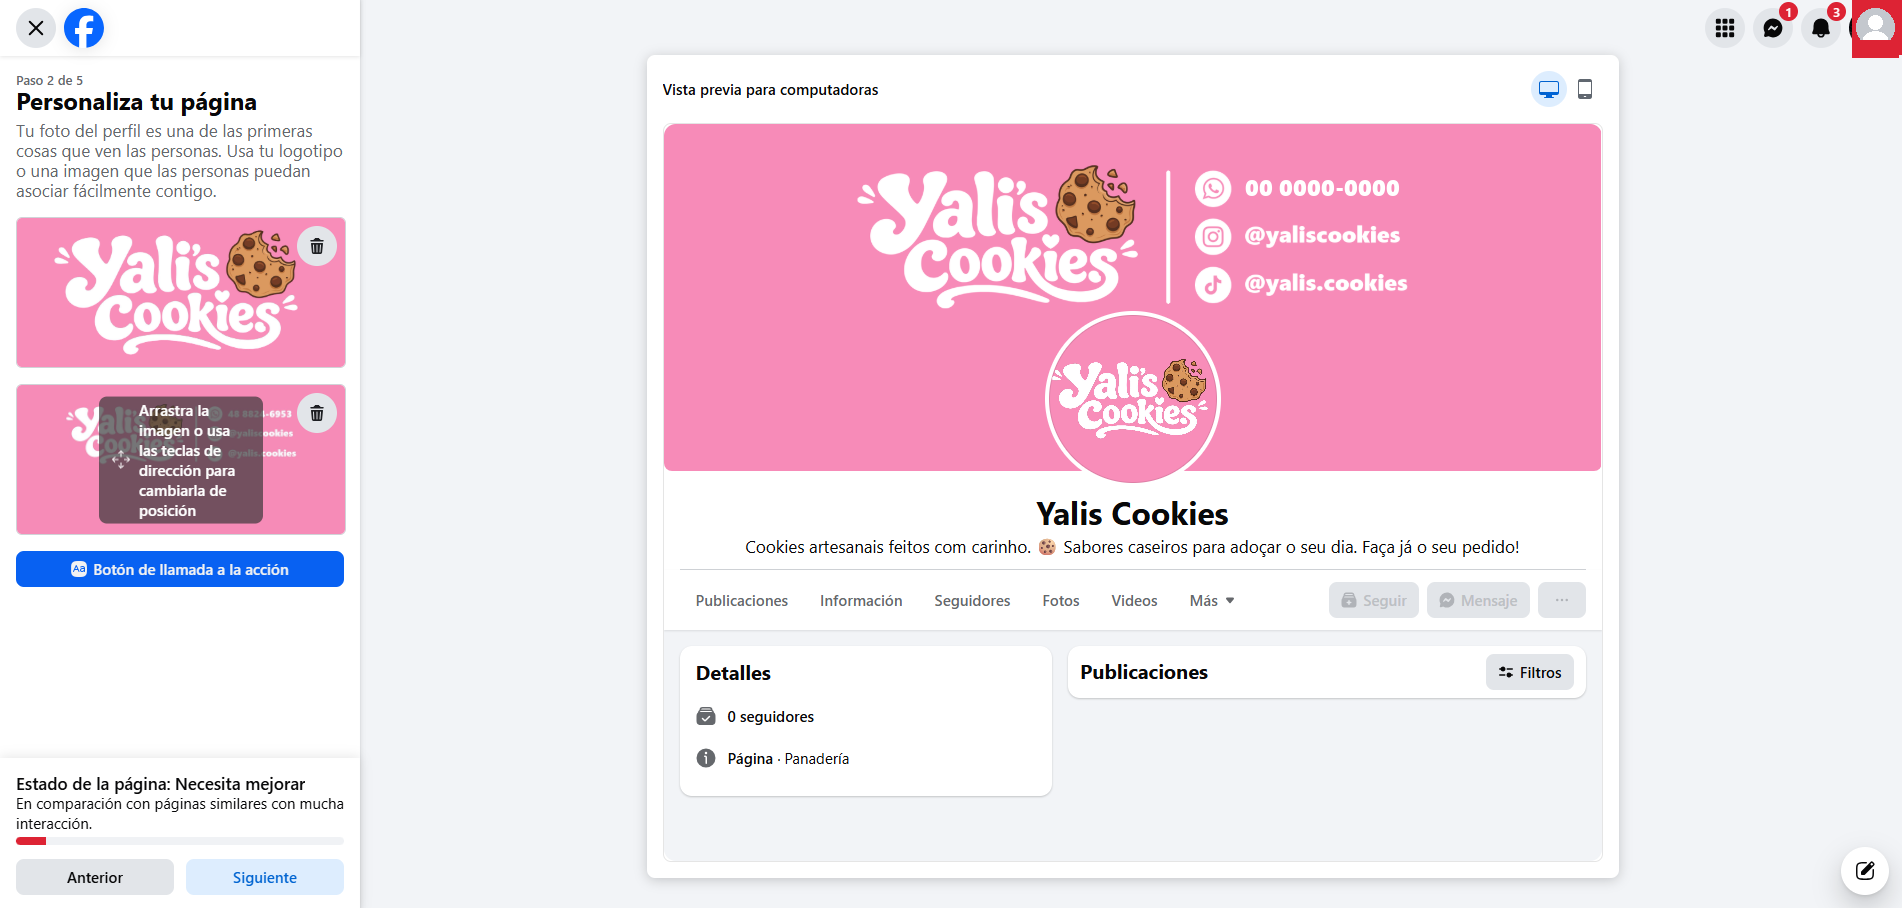 Paso 2 de 5
Personaliza tu página
Tu foto del perfil es una de las primeras
cosas que ven las personas. Usa tu logotipo
o una imagen que las personas puedan
asociar fácilmente contigo.
Yali's
Cookies
Arrastra la
imagen o usa
las teclas de
dirección para
cambiarla de
posición
@yalis.cookies
Botón de llamada a la acción
Estado de la página: Necesita mejorar
En comparación con páginas similares con mucha
interacción.
Anterior
Siguiente
1
3
Vista previa para computadoras
Yali's
Cookies
00 0000-0000
@yaliscookies
@yalis.cookies
Yali's
Cookies
Yalis Cookies
Cookies artesanais feitos com carinho. 🍪 Sabores caseiros para adoçar o seu dia. Faça já o seu pedido!
Publicaciones Información Seguidores Fotos Videos Más
Seguir
Mensaje
...
Detalles
0 seguidores
Página · Panadería
Publicaciones
Filtros